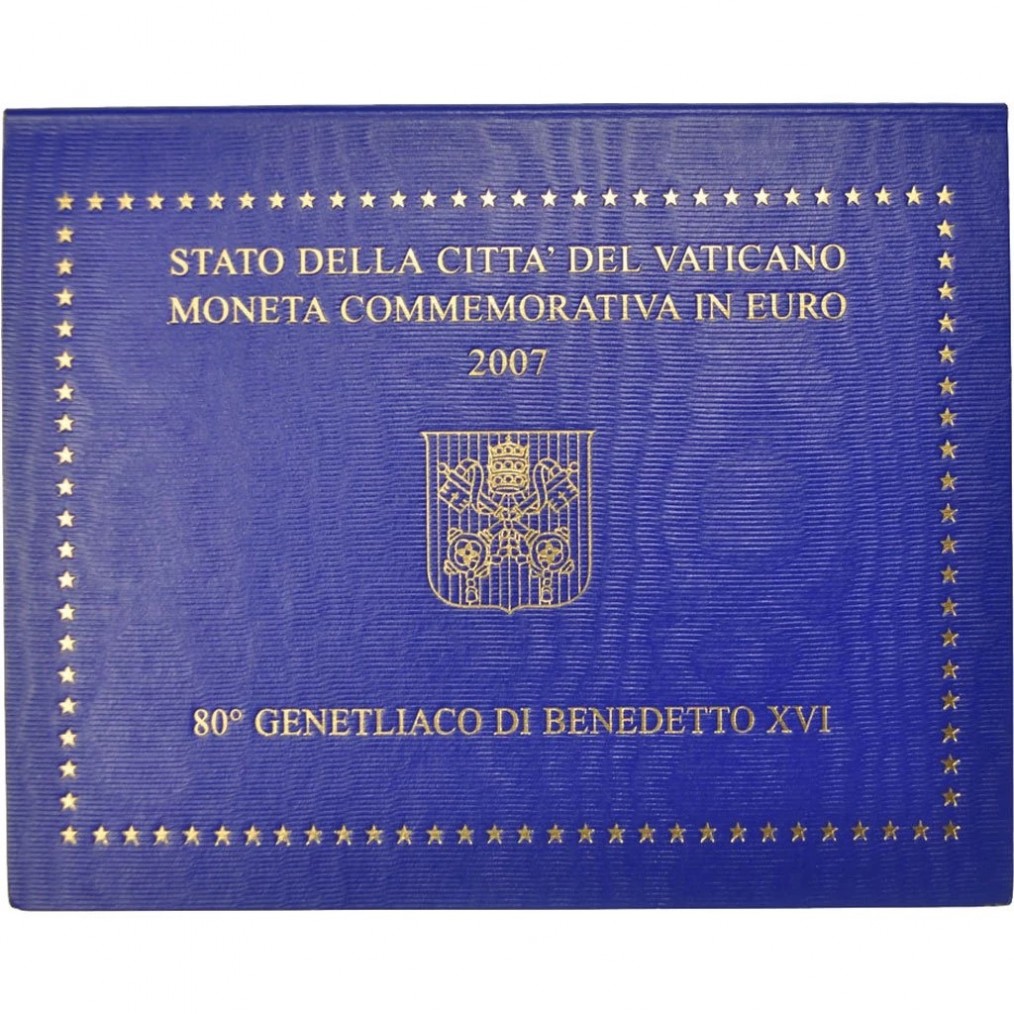 STATO DELLA CITTA' DEL VATICANO
MONETA COMMEMORATIVA IN EURO
2007
80° GENETLIACO DI BENEDETTO XVI